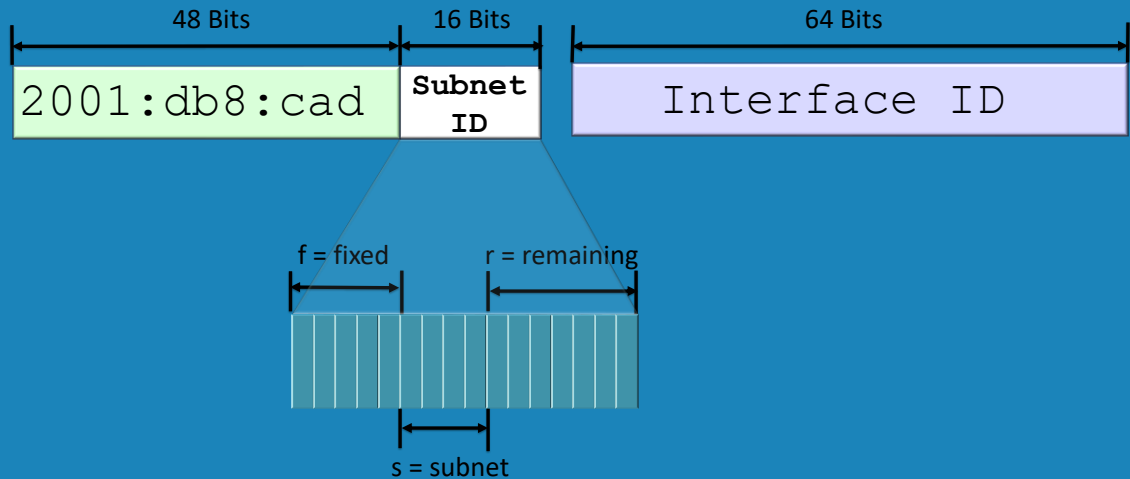 48 Bits
16 Bits
64 Bits
2001:db8:cad
Subnet
ID
Interface ID
f = fixed
r = remaining
s = subnet